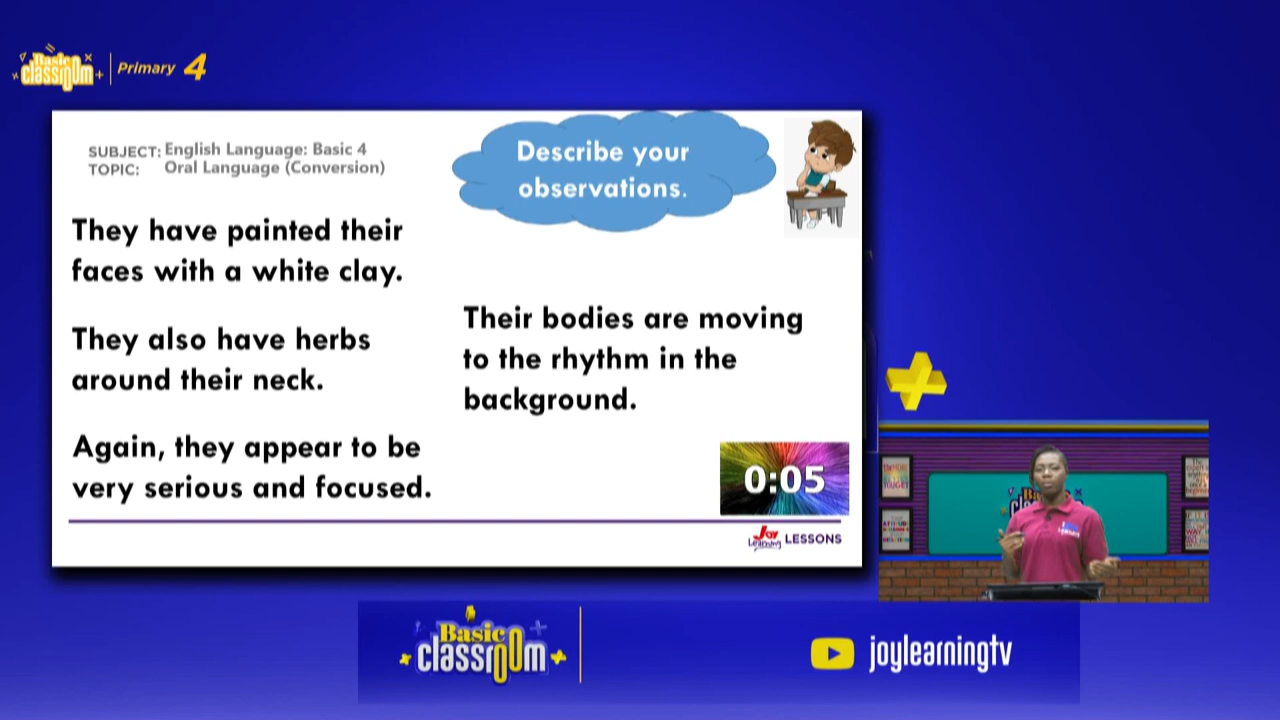 Basic
classroom
Primary 4
SUBJECT: English Language: Basic 4
TOPIC: Oral Language (Conversion)
Describe your
observations.
They have painted their
faces with a white clay.
They also have herbs
around their neck.
Again, they appear to be
very serious and focused.
Their bodies are moving
to the rhythm in the
background.
0:05
Joy
Learning LESSONS
Basic
classroom
joylearningtv